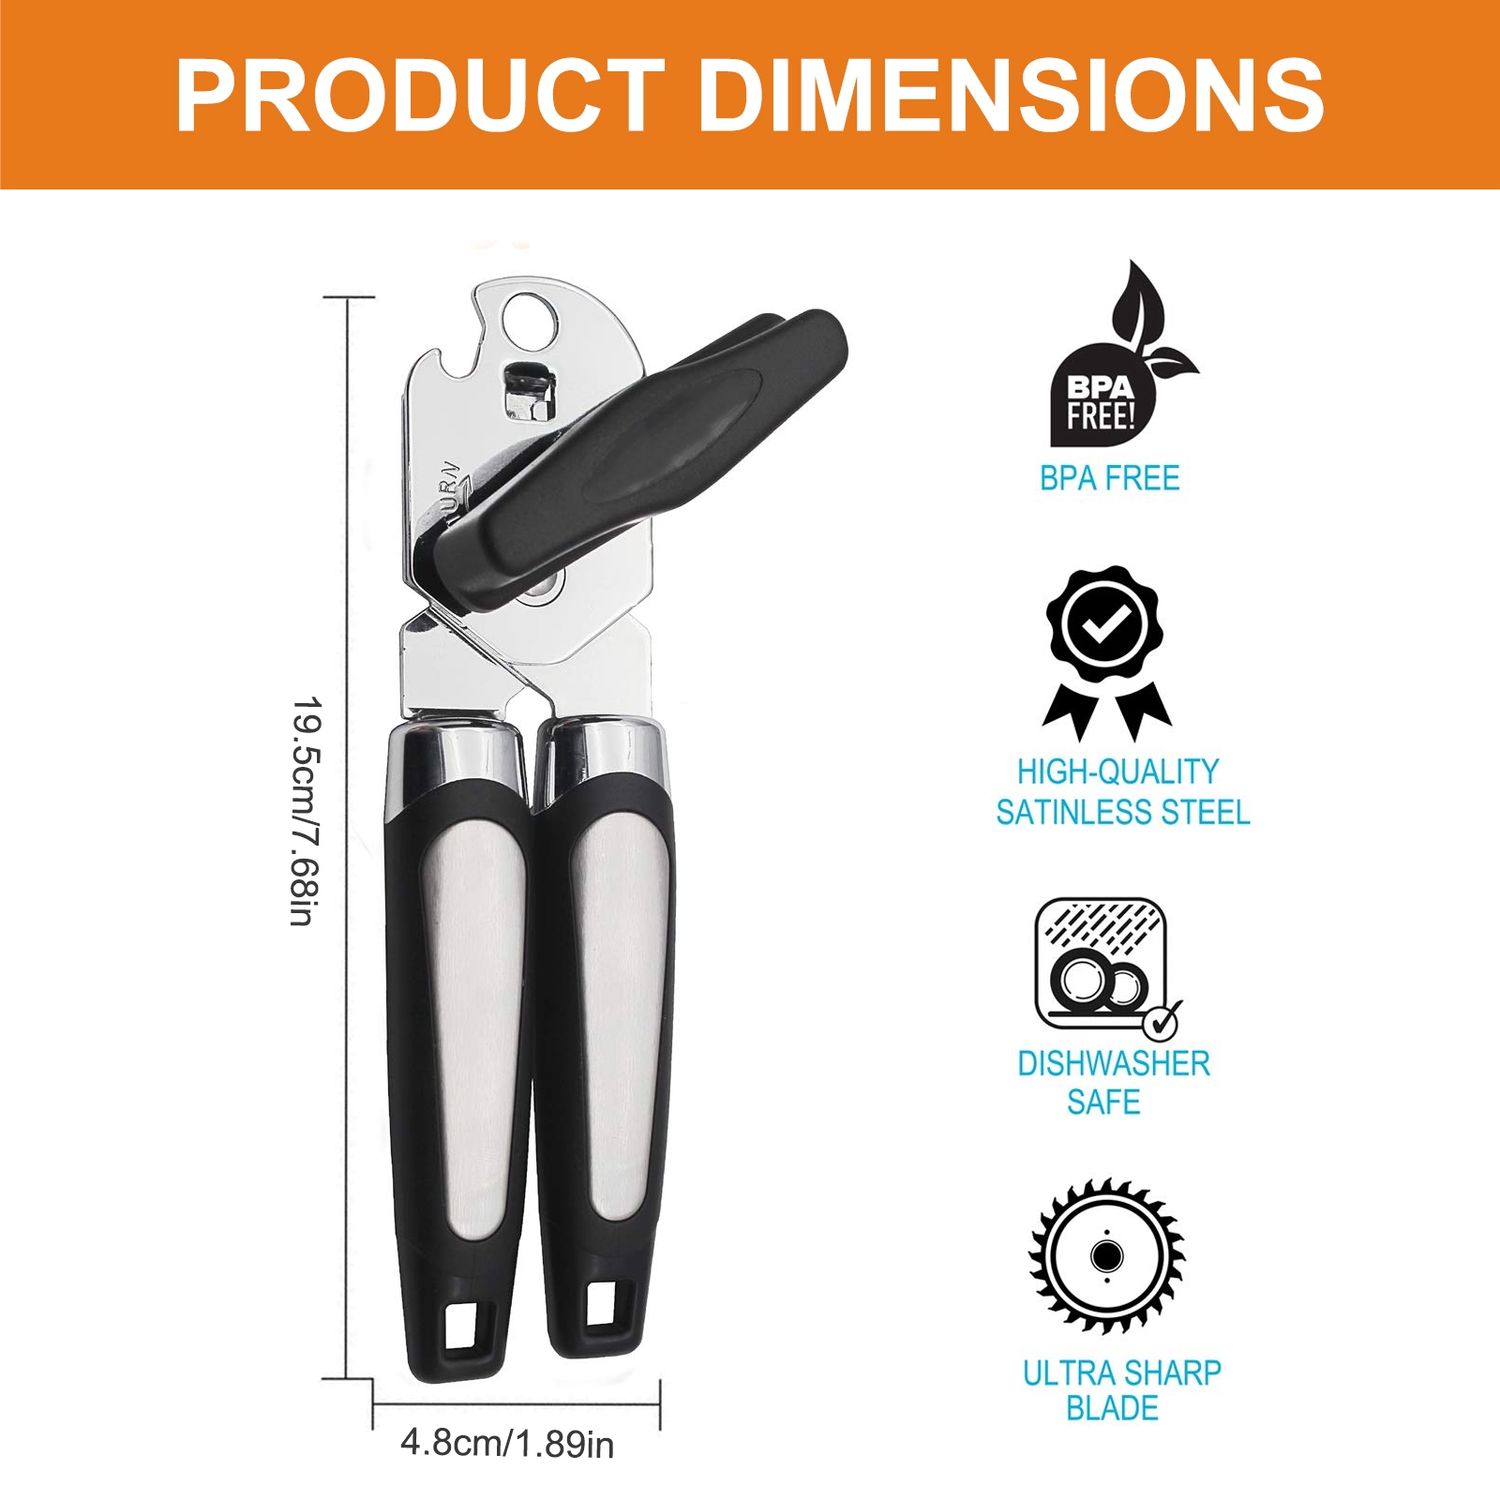 PRODUCT DIMENSIONS
19.5cm/7.68in
4.8cm/1.89in
URN
BPA
FREE!
BPA FREE
HIGH-QUALITY
SATINLESS STEEL
DISHWASHER
SAFE
ULTRA SHARP
BLADE